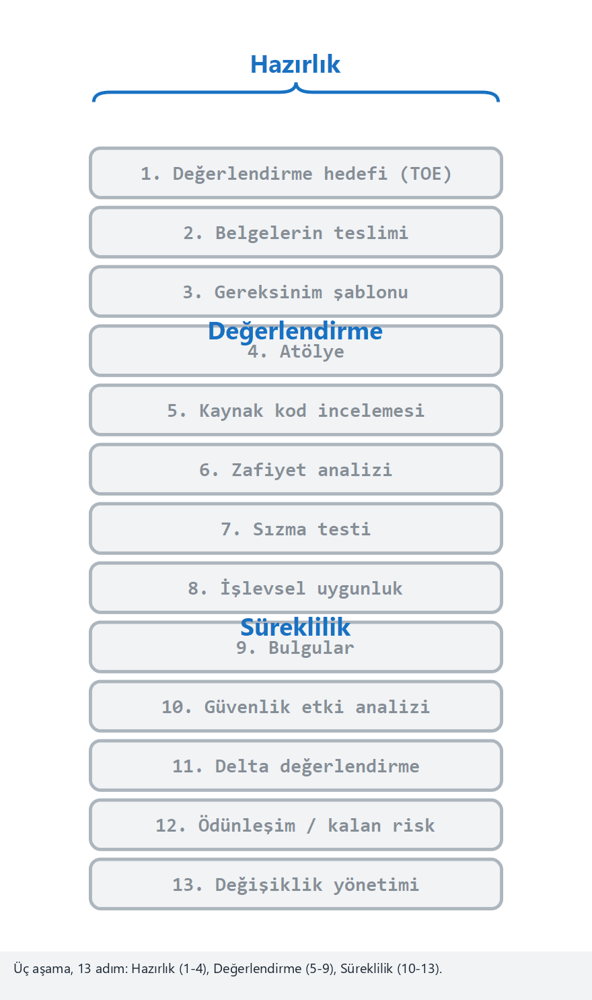 Hazırlık
1. Değerlendirme hedefi (TOE)
2. Belgelerin teslimi
3. Gereksinim şablonu
Değerlendirme
4. Atölye
5. Kaynak kod incelemesi
6. Zafiyet analizi
7. Sızma testi
8. İşlevsel uygunluk
Süreklilik
9. Bulgular
10. Güvenlik etki analizi
11. Delta değerlendirme
12. Ödünleşim / kalan risk
13. Değişiklik yönetimi
Üç aşama, 13 adım: Hazırlık (1-4), Değerlendirme (5-9), Süreklilik (10-13).